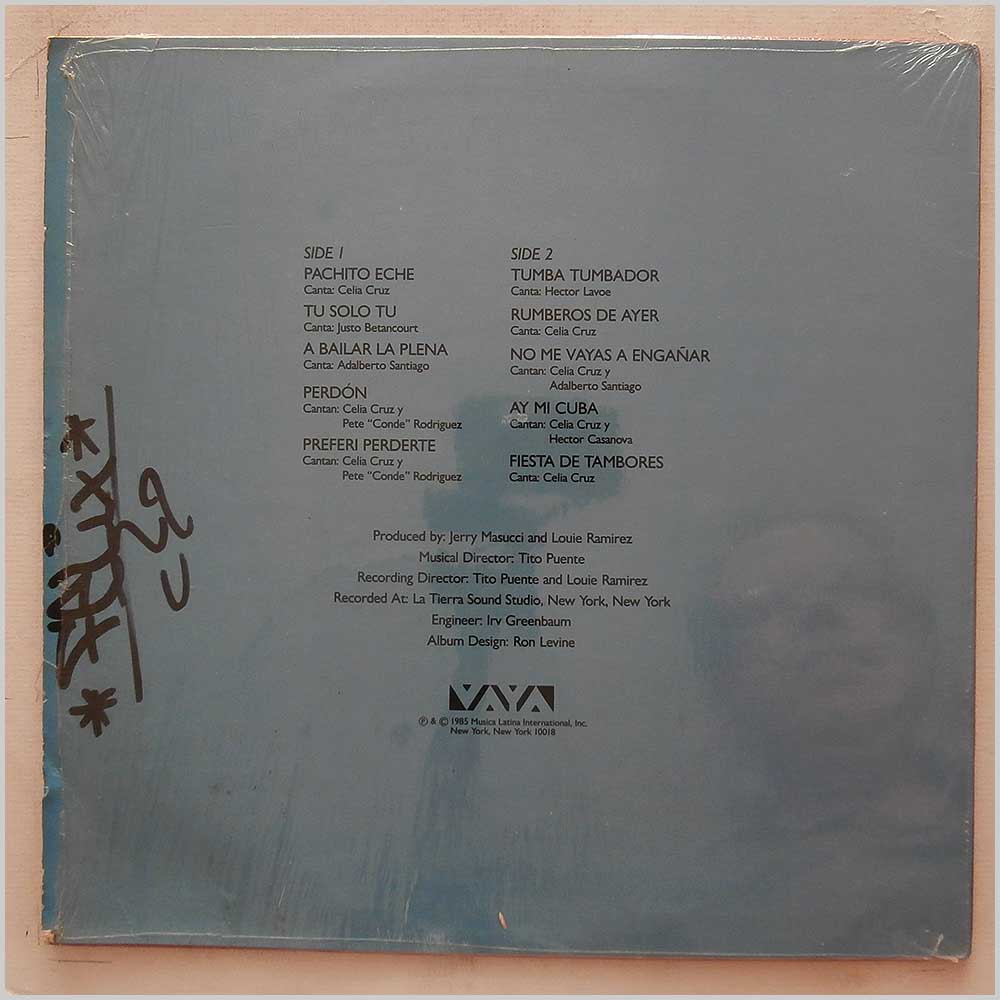 SIDE 1
PACHITO ECHE
Canta: Celia Cruz
TU SOLO TU
Canta: Justo Betancourt
A BAILAR LA PLENA
Canta: Adalberto Santiago
PERDÓN
Cantan: Celia Cruz y
Pete "Conde" Rodriguez
PREFERI PERDERTE
Cantan: Celia Cruz y
Pete "Conde" Rodriguez
SIDE 2
TUMBA TUMBADOR
Canta: Hector Lavoe
RUMBEROS DE AYER
Canta: Celia Cruz
NO ME VAYAS A ENGAÑAR
Cantan: Celia Cruz y
Adalberto Santiago
AY MI CUBA
Cantan: Celia Cruz y
Hector Casanova
FIESTA DE TAMBORES
Canta: Celia Cruz
Produced by: Jerry Masucci and Louie Ramirez
Musical Director: Tito Puente
Recording Director: Tito Puente and Louie Ramirez
Recorded At: La Tierra Sound Studio, New York, New York
Engineer: Irv Greenbaum
Album Design: Ron Levine
VAYA
℗ & © 1985 Musica Latina International, Inc.
New York, New York 10018